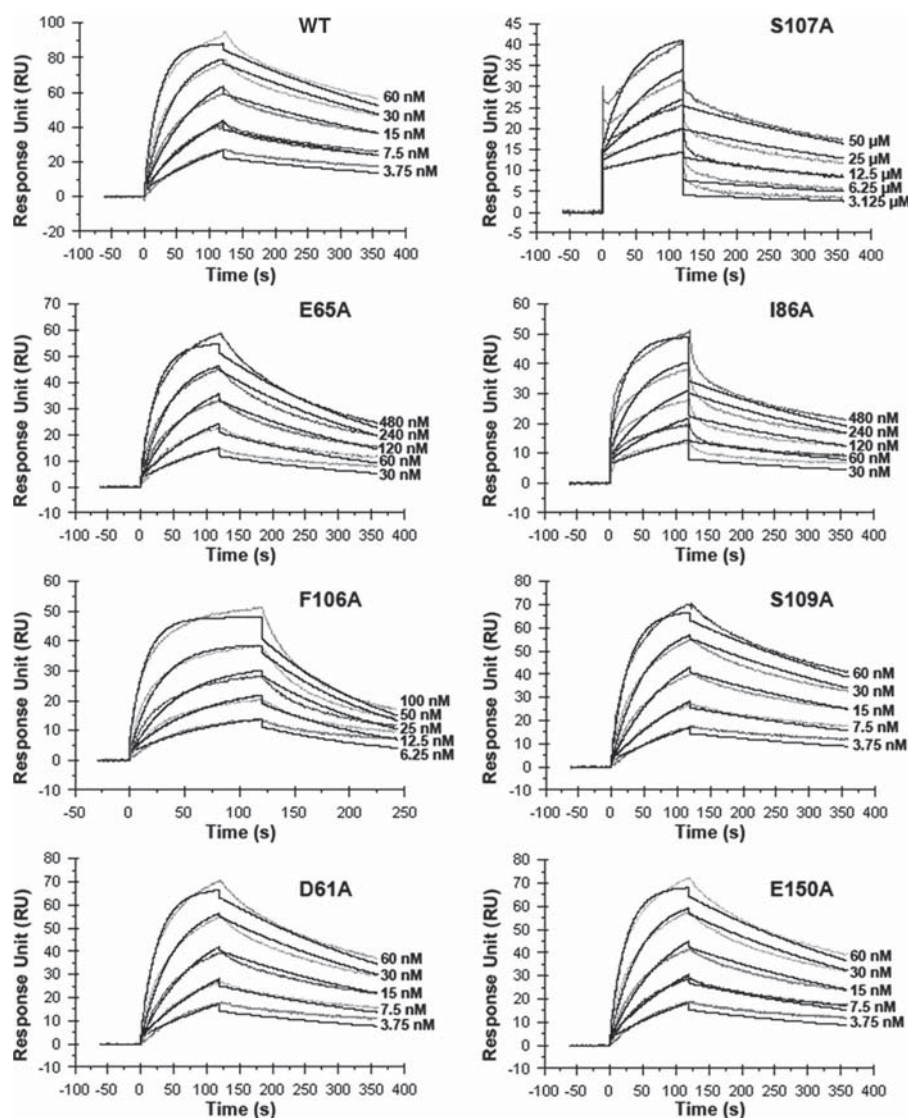 WT
Response Unit (RU)
100
80
60
40
20
0
-20
60 nM
30 nM
15 nM
7.5 nM
3.75 nM
-100 -50 0 50 100 150 200 250 300 350 400
Time (s)
S107A
Response Unit (RU)
45
40
35
30
25
20
15
10
5
0
5
50 µM
25 µM
12.5 µM
6.25 µM
3.125 µM
-100 -50 0 50 100 150 200 250 300 350 400
Time (s)
E65A
Response Unit (RU)
70
60
50
40
30
20
10
0
-10
480 nM
240 nM
120 nM
60 nM
30 nM
-100 -50 0 50 100 150 200 250 300 350 400
Time (s)
I86A
Response Unit (RU)
60
50
40
30
20
10
0
-10
480 nM
240 nM
120 nM
60 nM
30 nM
-100 -50 0 50 100 150 200 250 300 350 400
Time (s)
F106A
Response Unit (RU)
60
50
40
30
20
10
0
-10
100 nM
50 nM
25 nM
12.5 nM
6.25 nM
-50 0 50 100 150 200 250
Time (s)
S109A
Response Unit (RU)
80
70
60
50
40
30
20
10
0
-10
60 nM
30 nM
15 nM
7.5 nM
3.75 nM
-100 -50 0 50 100 150 200 250 300 350 400
Time (s)
D61A
Response Unit (RU)
80
70
60
50
40
30
20
10
0
-10
60 nM
30 nM
15 nM
7.5 nM
3.75 nM
-100 -50 0 50 100 150 200 250 300 350 400
Time (s)
E150A
Response Unit (RU)
80
70
60
50
40
30
20
10
0
-10
60 nM
30 nM
15 nM
7.5 nM
3.75 nM
-100 -50 0 50 100 150 200 250 300 350 400
Time (s)